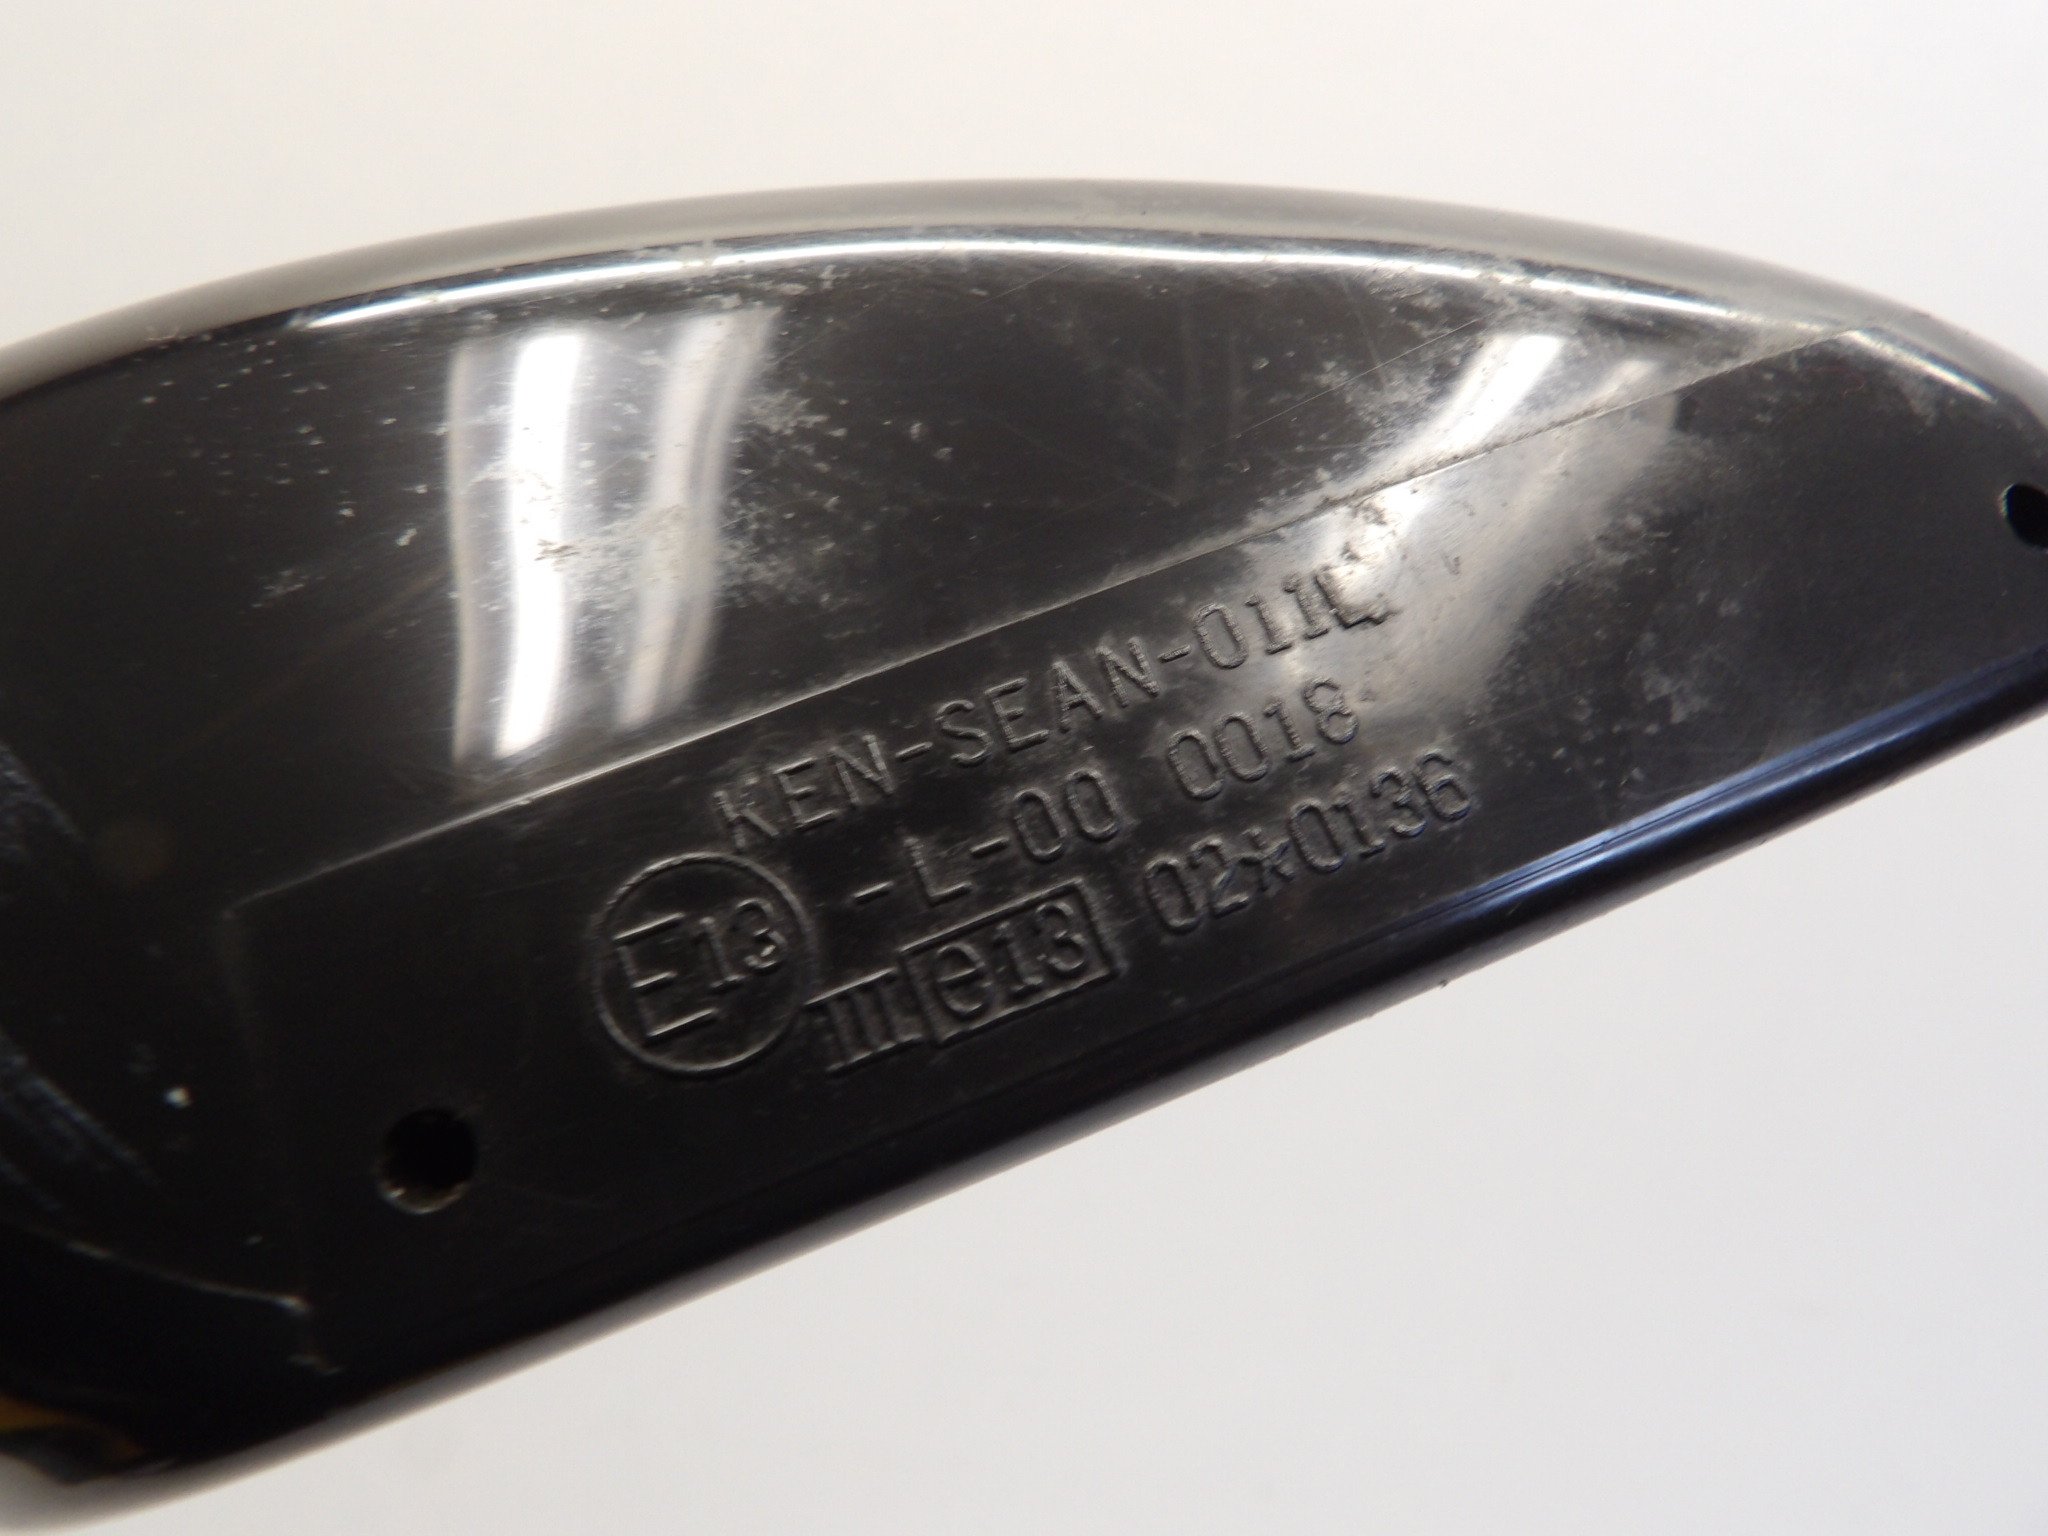 KEN-SEAN-011L
E13 -L-00 0018
III e13 02*0136